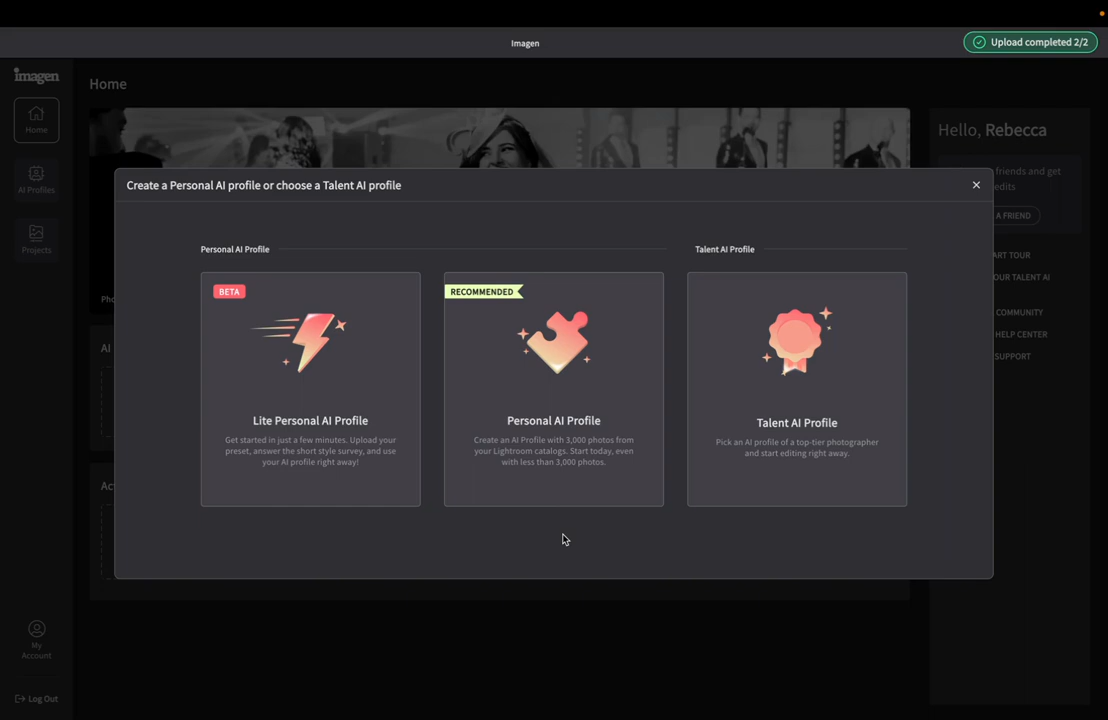 Imagen
Upload completed 2/2
imagen
Home
Home
Hello, Rebecca
AI Profiles
Create a Personal AI profile or choose a Talent AI profile
friends and get
edits
A FRIEND
Projects
Personal AI Profile
Talent AI Profile
ART TOUR
OUR TALENT AI
BETA
RECOMMENDED
Pho
COMMUNITY
HELP CENTER
SUPPORT
AI
Lite Personal AI Profile
Personal AI Profile
Talent AI Profile
Get started in just a few minutes. Upload your
preset, answer the short style survey, and use
your AI profile right away!
Create an AI Profile with 3,000 photos from
your Lightroom catalogs. Start today, even
with less than 3,000 photos.
Pick an AI profile of a top-tier photographer
and start editing right away.
Ac
My
Account
Log Out